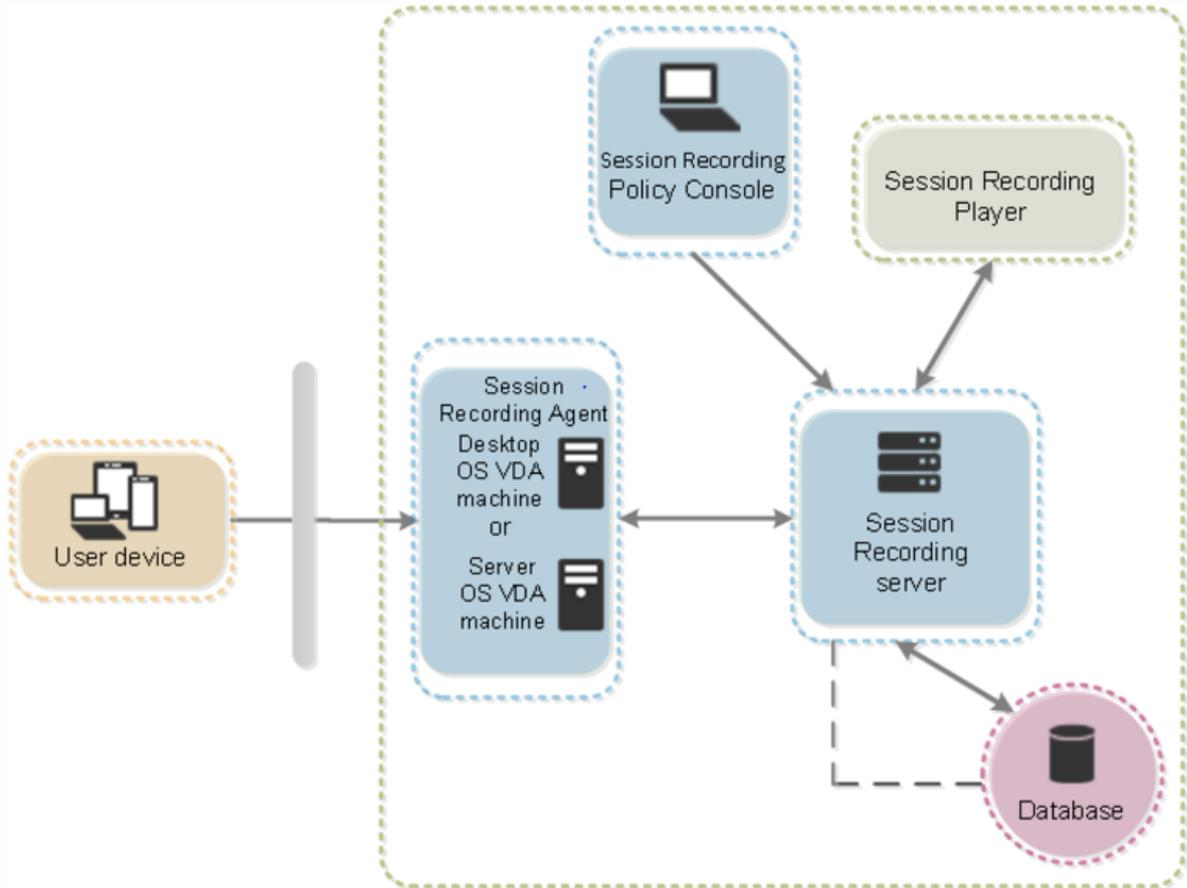 Session Recording
Policy Console
Session Recording
Player
Session
Recording Agent
Desktop
OS VDA
machine
or
Server
OS VDA
machine
User device
Session
Recording
server
Database